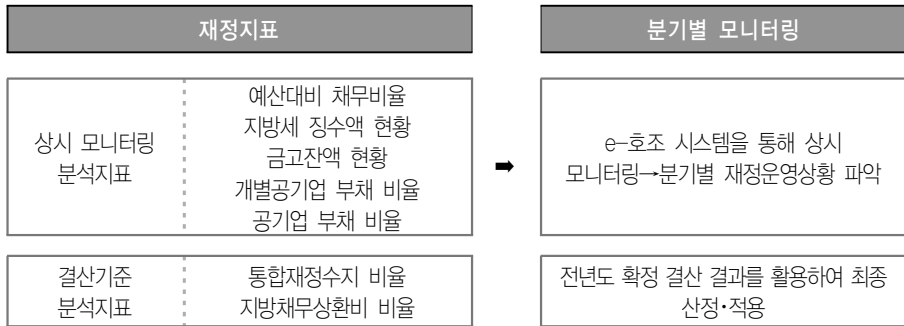 재정지표
분기별 모니터링
상시 모니터링
분석지표
예산대비 채무비율
지방세 징수액 현황
금고잔액 현황
개별공기업 부채 비율
공기업 부채 비율
➡
e-호조 시스템을 통해 상시
모니터링→분기별 재정운영상황 파악
결산기준
분석지표
통합재정수지 비율
지방채무상환비 비율
전년도 확정 결산 결과를 활용하여 최종
산정·적용